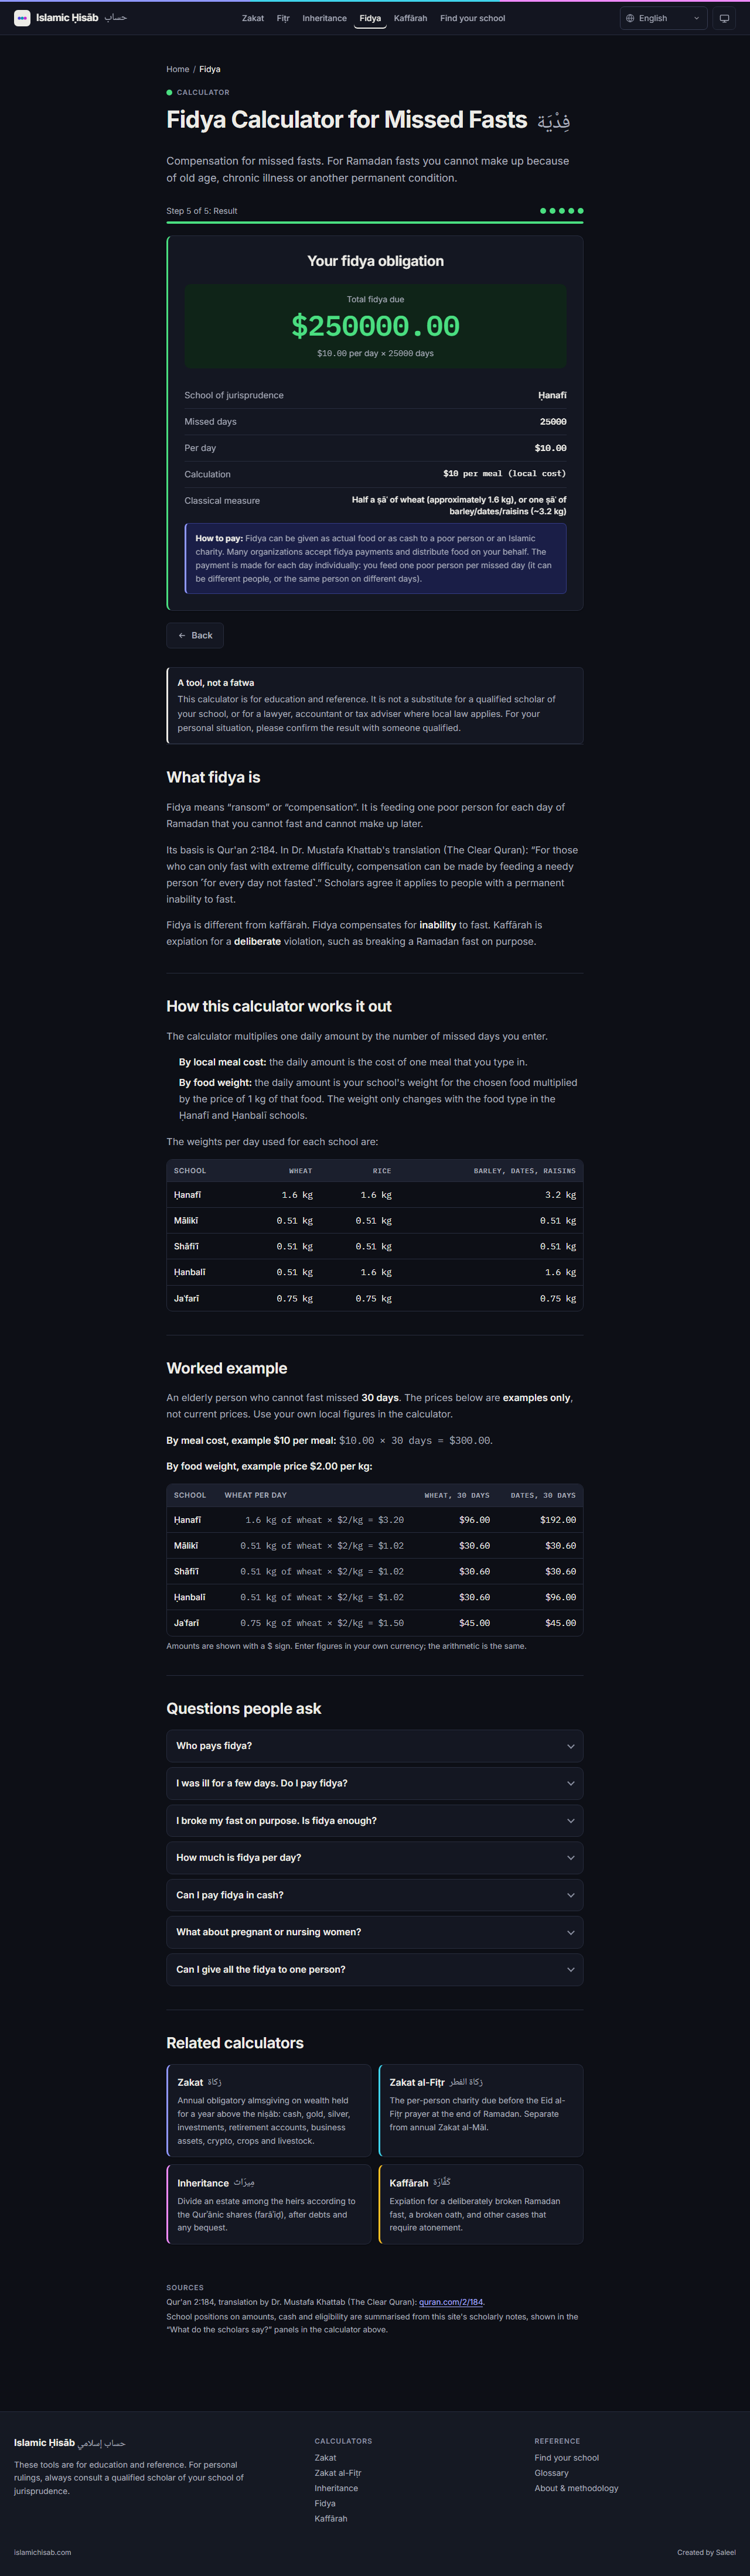 Islamic Ḥisāb حساب
Zakat Fiṭr Inheritance Fidya Kaffārah Find your school
English
Home / Fidya
CALCULATOR
Fidya Calculator for Missed Fasts فِدْيَة
Compensation for missed fasts. For Ramadan fasts you cannot make up because
of old age, chronic illness or another permanent condition.
Step 5 of 5: Result
Your fidya obligation
Total fidya due
$250000.00
$10.00 per day × 25000 days
School of jurisprudence Ḥanafī
Missed days 25000
Per day $10.00
Calculation $10 per meal (local cost)
Classical measure Half a ṣāʿ of wheat (approximately 1.6 kg), or one ṣāʿ of
barley/dates/raisins (~3.2 kg)
How to pay: Fidya can be given as actual food or as cash to a poor person or an Islamic
charity. Many organizations accept fidya payments and distribute food on your behalf. The
payment is made for each day individually: you feed one poor person per missed day (it can
be different people, or the same person on different days).
← Back
A tool, not a fatwa
This calculator is for education and reference. It is not a substitute for a qualified scholar of
your school, or for a lawyer, accountant or tax adviser where local law applies. For your
personal situation, please confirm the result with someone qualified.
What fidya is
Fidya means “ransom” or “compensation”. It is feeding one poor person for each day of
Ramadan that you cannot fast and cannot make up later.
Its basis is Qur'an 2:184. In Dr. Mustafa Khattab's translation (The Clear Quran): “For those
who can only fast with extreme difficulty, compensation can be made by feeding a needy
person ˹for every day not fasted˺.” Scholars agree it applies to people with a permanent
inability to fast.
Fidya is different from kaffārah. Fidya compensates for inability to fast. Kaffārah is
expiation for a deliberate violation, such as breaking a Ramadan fast on purpose.
How this calculator works it out
The calculator multiplies one daily amount by the number of missed days you enter.
By local meal cost: the daily amount is the cost of one meal that you type in.
By food weight: the daily amount is your school's weight for the chosen food multiplied
by the price of 1 kg of that food. The weight only changes with the food type in the
Ḥanafī and Ḥanbalī schools.
The weights per day used for each school are:
SCHOOL WHEAT RICE BARLEY, DATES, RAISINS
Ḥanafī 1.6 kg 1.6 kg 3.2 kg
Mālikī 0.51 kg 0.51 kg 0.51 kg
Shāfiʿī 0.51 kg 0.51 kg 0.51 kg
Ḥanbalī 0.51 kg 1.6 kg 1.6 kg
Jaʿfarī 0.75 kg 0.75 kg 0.75 kg
Worked example
An elderly person who cannot fast missed 30 days. The prices below are examples only,
not current prices. Use your own local figures in the calculator.
By meal cost, example $10 per meal: $10.00 × 30 days = $300.00.
By food weight, example price $2.00 per kg:
SCHOOL WHEAT PER DAY WHEAT, 30 DAYS DATES, 30 DAYS
Ḥanafī 1.6 kg of wheat × $2/kg = $3.20 $96.00 $192.00
Mālikī 0.51 kg of wheat × $2/kg = $1.02 $30.60 $30.60
Shāfiʿī 0.51 kg of wheat × $2/kg = $1.02 $30.60 $30.60
Ḥanbalī 0.51 kg of wheat × $2/kg = $1.02 $30.60 $96.00
Jaʿfarī 0.75 kg of wheat × $2/kg = $1.50 $45.00 $45.00
Amounts are shown with a $ sign. Enter figures in your own currency; the arithmetic is the same.
Questions people ask
Who pays fidya?
I was ill for a few days. Do I pay fidya?
I broke my fast on purpose. Is fidya enough?
How much is fidya per day?
Can I pay fidya in cash?
What about pregnant or nursing women?
Can I give all the fidya to one person?
Related calculators
Zakat زكاة
Annual obligatory almsgiving on wealth held
for a year above the niṣāb: cash, gold, silver,
investments, retirement accounts, business
assets, crypto, crops and livestock.
Zakat al-Fiṭr زكاة الفطر
The per-person charity due before the Eid al-
Fiṭr prayer at the end of Ramadan. Separate
from annual Zakat al-Māl.
Inheritance مِيرَاث
Divide an estate among the heirs according to
the Qurʾānic shares (farāʾiḍ), after debts and
any bequest.
Kaffārah كَفَّارَة
Expiation for a deliberately broken Ramadan
fast, a broken oath, and other cases that
require atonement.
SOURCES
Qur'an 2:184, translation by Dr. Mustafa Khattab (The Clear Quran): quran.com/2/184.
School positions on amounts, cash and eligibility are summarised from this site's scholarly notes, shown in the
“What do the scholars say?” panels in the calculator above.
Islamic Ḥisāb حساب إسلامي
These tools are for education and reference. For personal
rulings, always consult a qualified scholar of your school of
jurisprudence.
CALCULATORS
Zakat
Zakat al-Fiṭr
Inheritance
Fidya
Kaffārah
REFERENCE
Find your school
Glossary
About & methodology
islamichisab.com
Created by Saleel